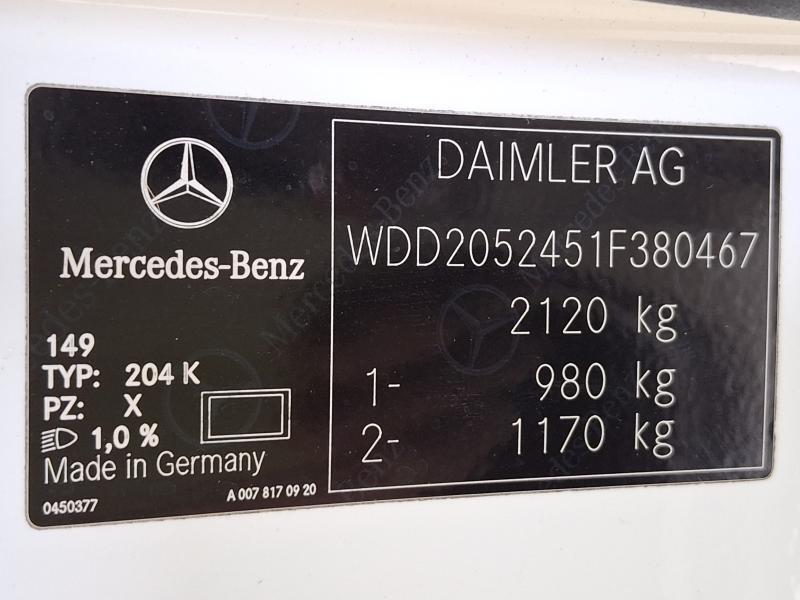 Mercedes-Benz
149
TYP: 204 K
PZ: X
1,0 %
Made in Germany
0450377
A 007 817 09 20
DAIMLER AG
WDD2052451F380467
2120 kg
1- 980 kg
2- 1170 kg